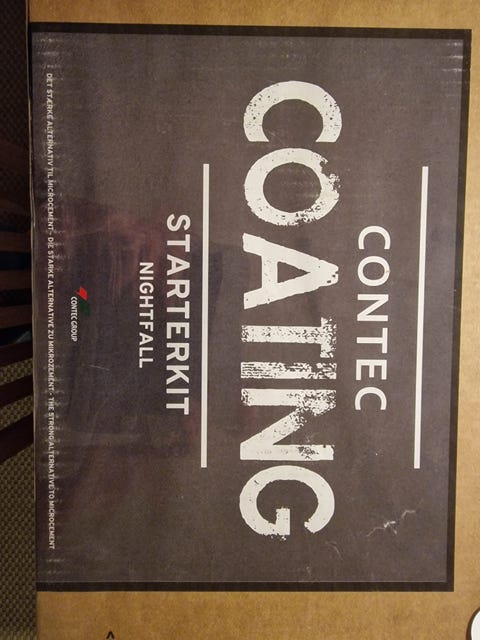 CONTEC
COATING
STARTERKIT
NIGHTFALL
CONTEC GROUP
DET STÆRKE ALTERNATIV TIL MICROCEMENT - DIE STARKE ALTERNATIVE ZU MIKROZEMENT - THE STRONG ALTERNATIVE TO MICROCEMENT